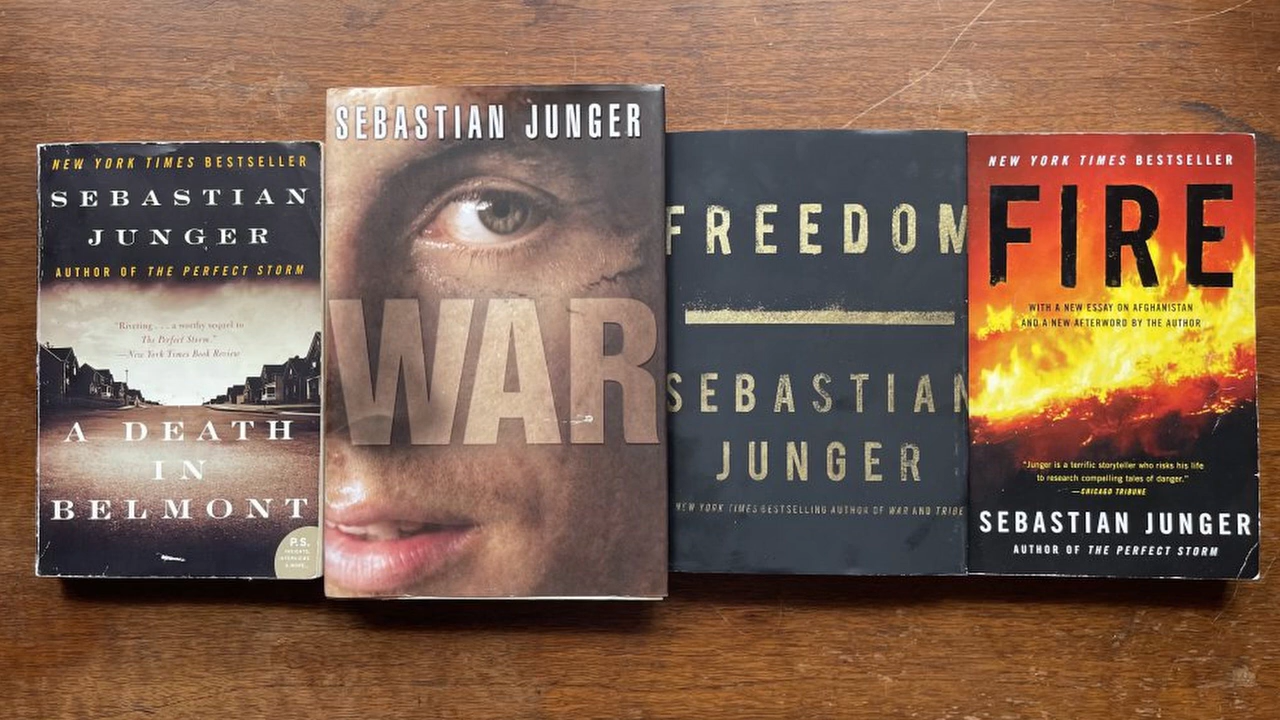 NEW YORK TIMES BESTSELLER
SEBASTIAN
JUNGER
AUTHOR OF THE PERFECT STORM
"Riveting . . . a worthy sequel to
The Perfect Storm."
—New York Times Book Review
A DEATH
IN
BELMONT
P.S.
INSIGHTS,
INTERVIEWS
& MORE...
SEBASTIAN JUNGER
WAR
FREEDOM
SEBASTIAN
JUNGER
NEW YORK TIMES BESTSELLING AUTHOR OF WAR AND TRIBE
NEW YORK TIMES BESTSELLER
FIRE
WITH A NEW ESSAY ON AFGHANISTAN
AND A NEW AFTERWORD BY THE AUTHOR
"Junger is a terrific storyteller who risks his life
to research compelling tales of danger."
—CHICAGO TRIBUNE
SEBASTIAN JUNGER
AUTHOR OF THE PERFECT STORM